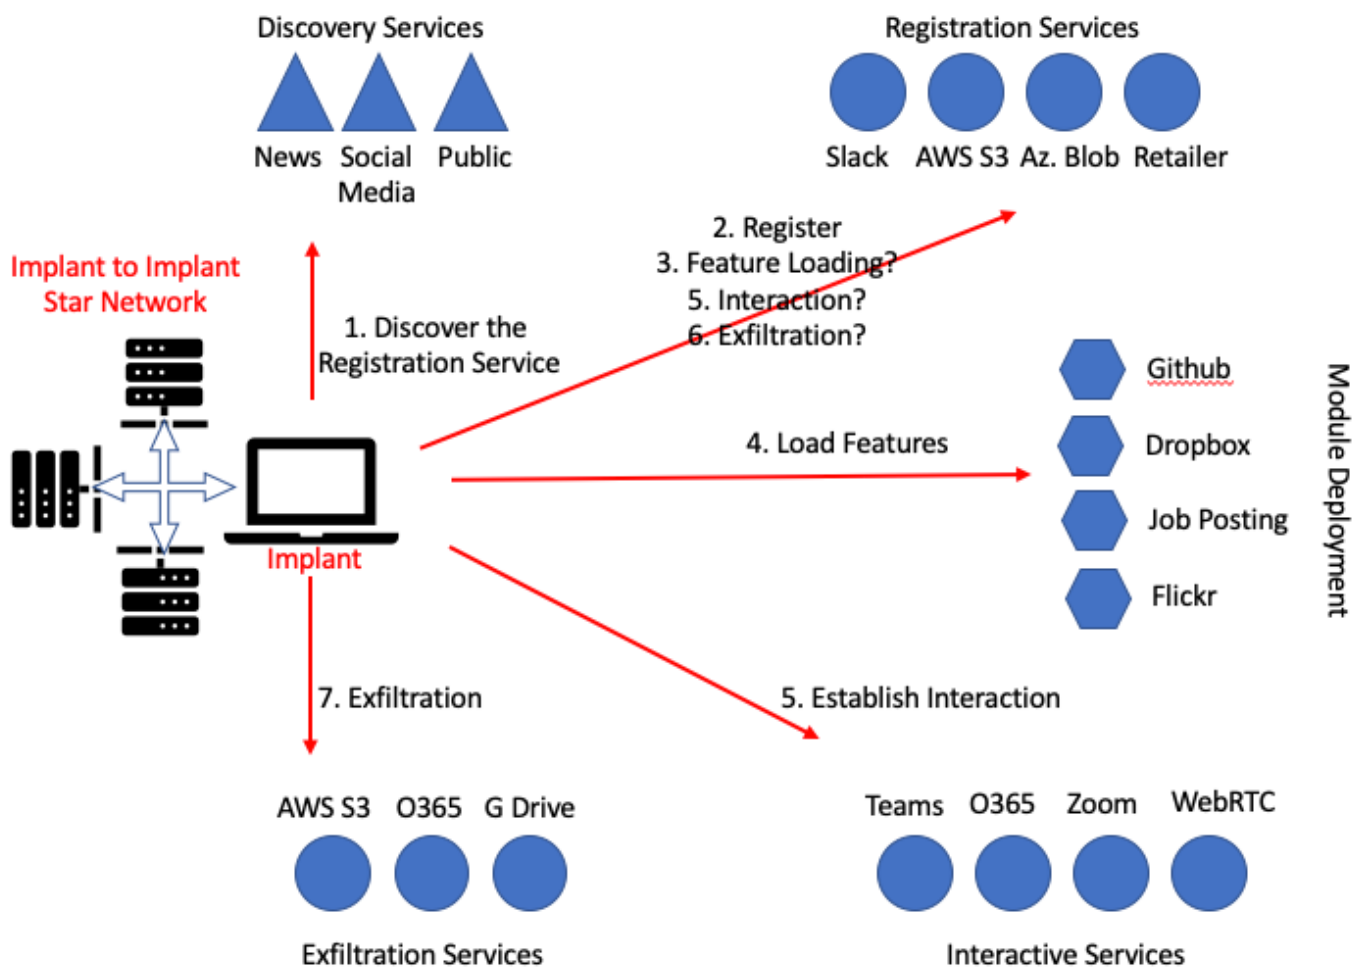 Discovery Services
News
Social
Media
Public
Registration Services
Slack
AWS S3
Az. Blob
Retailer
Implant to Implant
Star Network
1. Discover the
Registration Service
2. Register
3. Feature Loading?
5. Interaction?
6. Exfiltration?
4. Load Features
Github
Dropbox
Job Posting
Flickr
Module Deployment
Implant
7. Exfiltration
5. Establish Interaction
AWS S3
O365
G Drive
Exfiltration Services
Teams
O365
Zoom
WebRTC
Interactive Services